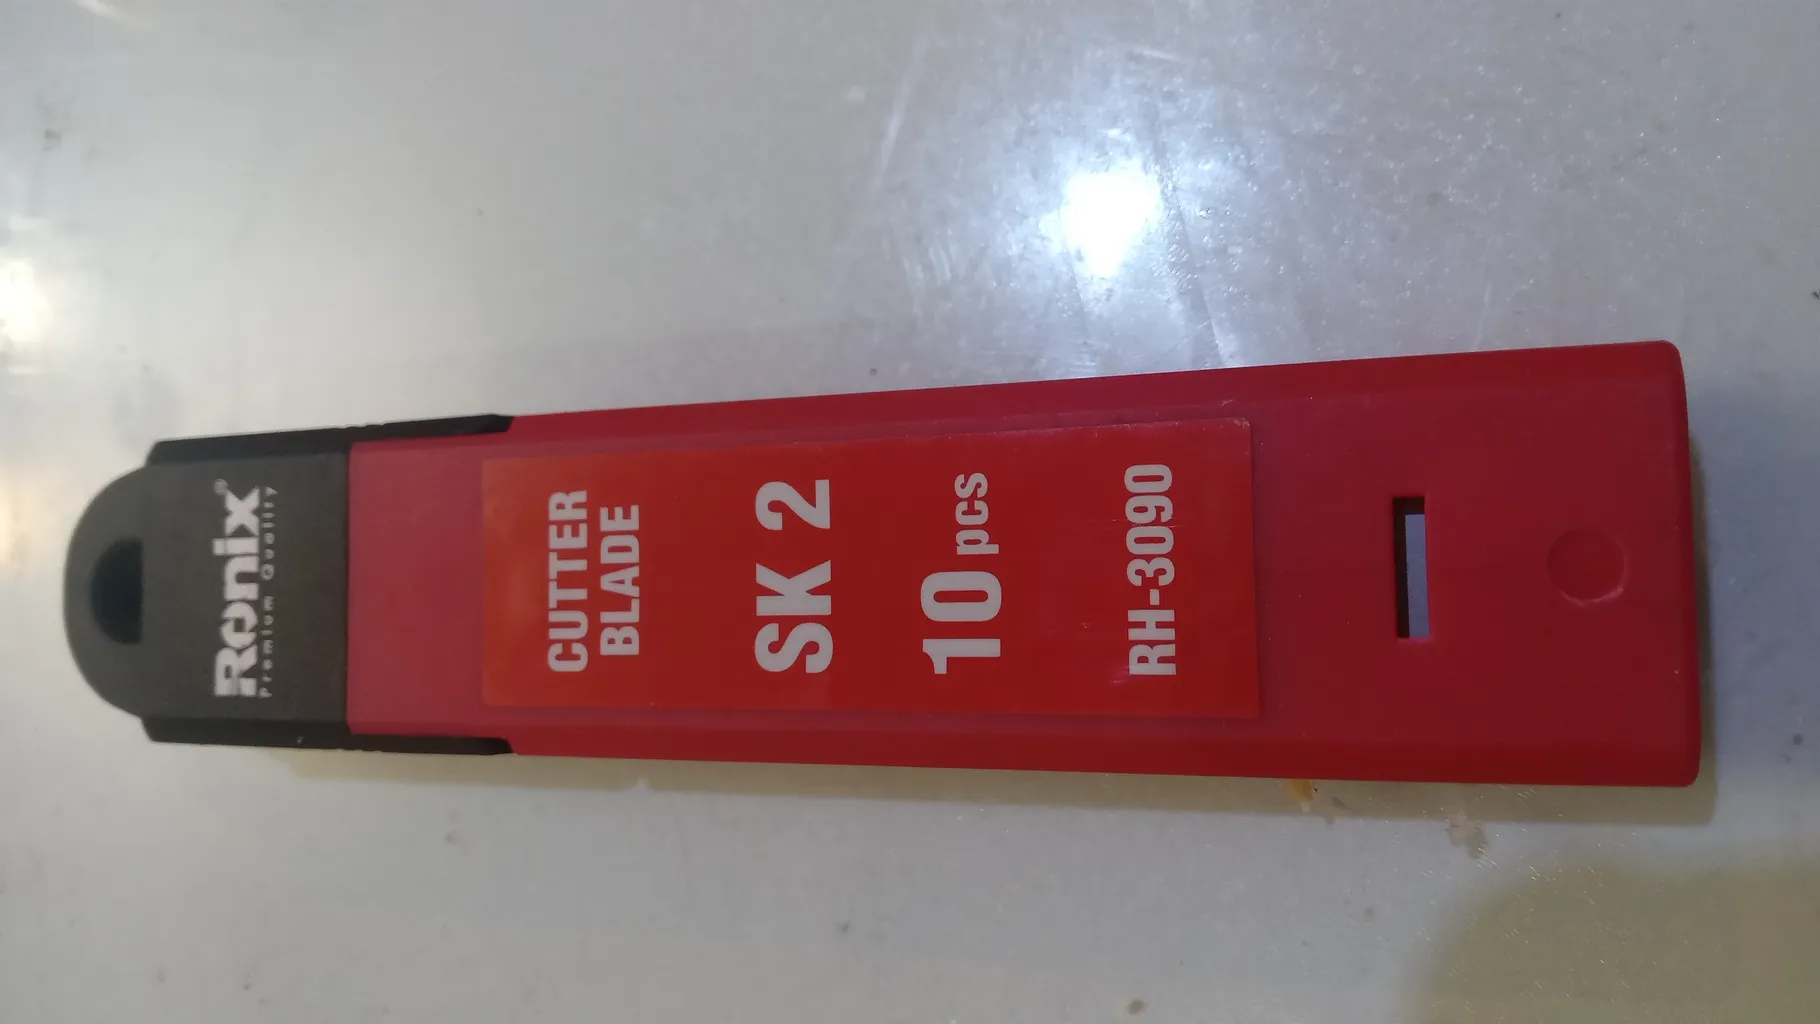 Ronix®
Premium Quality
CUTTER
BLADE
SK 2
10 pcs
RH-3090